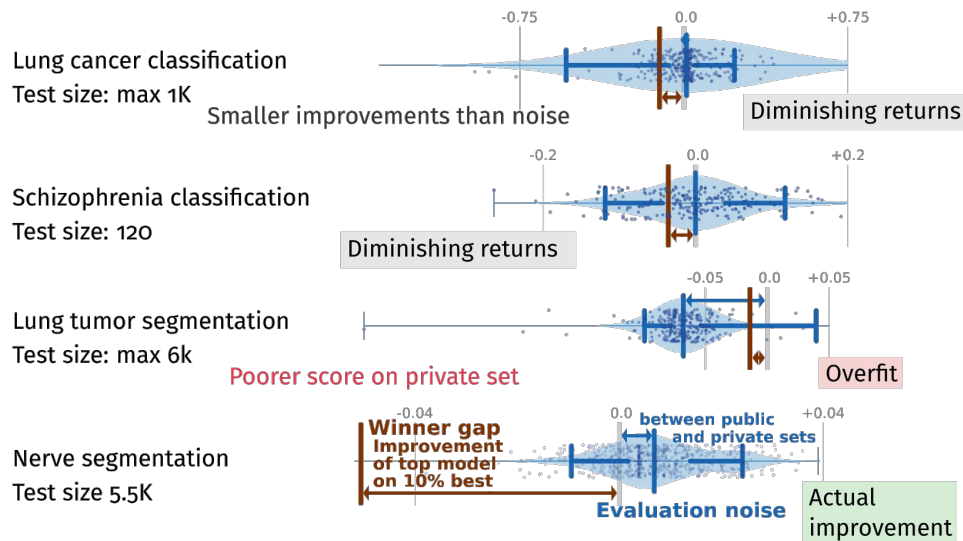 -0.75 0.0 +0.75
Lung cancer classification
Test size: max 1K
Smaller improvements than noise
Diminishing returns
-0.2 0.0 +0.2
Schizophrenia classification
Test size: 120
Diminishing returns
-0.05 0.0 +0.05
Lung tumor segmentation
Test size: max 6k
Poorer score on private set
Overfit
-0.04 0.0 +0.04
Nerve segmentation
Test size 5.5K
Winner gap
Improvement
of top model
on 10% best
between public
and private sets
Evaluation noise
Actual
improvement